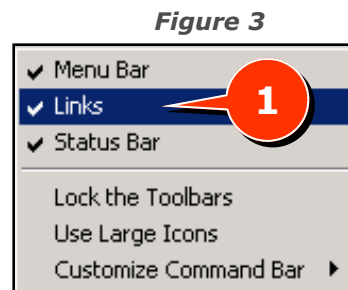 Figure 3
Menu Bar
Links
1
Status Bar
Lock the Toolbars
Use Large Icons
Customize Command Bar